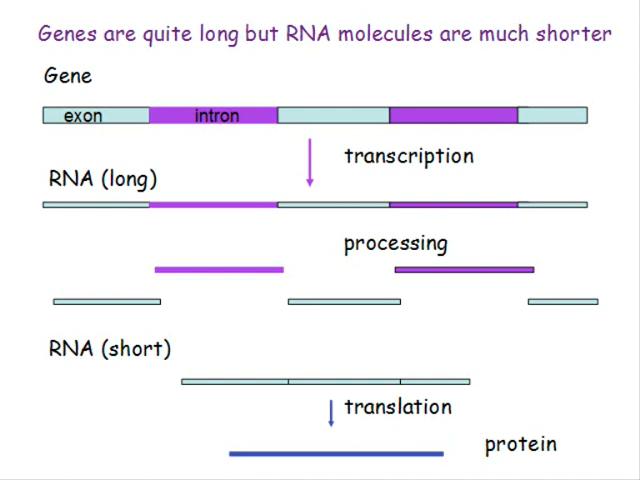 Genes are quite long but RNA molecules are much shorter
Gene
exon intron
transcription
RNA (long)
processing
RNA (short)
translation
protein